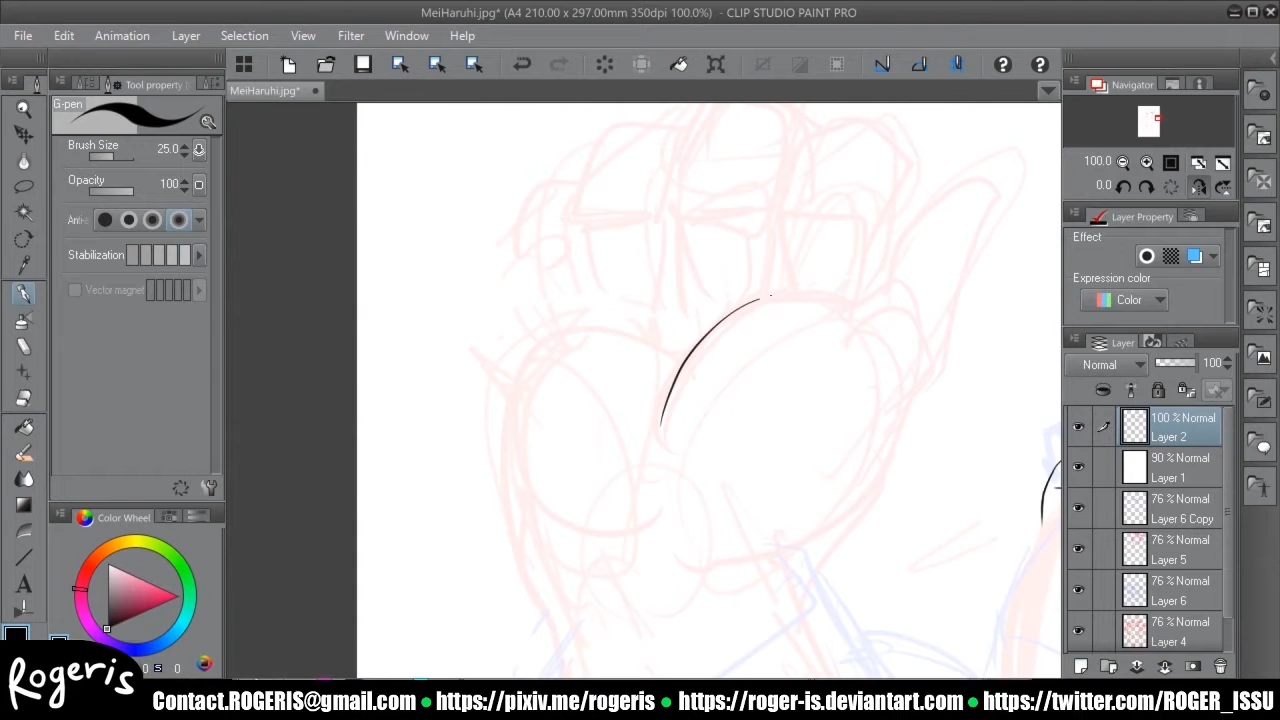 MeiHaruhi.jpg* (A4 210.00 x 297.00mm 350dpi 100.0%) - CLIP STUDIO PAINT PRO
File Edit Animation Layer Selection View Filter Window Help
Tool property
MeiHaruhi.jpg*
Navigator
G-pen
Brush Size 25.0
Opacity 100
Anti-a
Stabilization
Vector magnet
100.0
0.0
Layer Property
Effect
Expression color
Color
Layer
Normal 100
100 % Normal
Layer 2
90 % Normal
Layer 1
76 % Normal
Layer 6 Copy
76 % Normal
Layer 5
76 % Normal
Layer 6
76 % Normal
Layer 4
Color Wheel
0 S 0
Rogeris
Contact.ROGERIS@gmail.com ● https://pixiv.me/rogeris ● https://roger-is.deviantart.com ● https://twitter.com/ROGER_ISSU